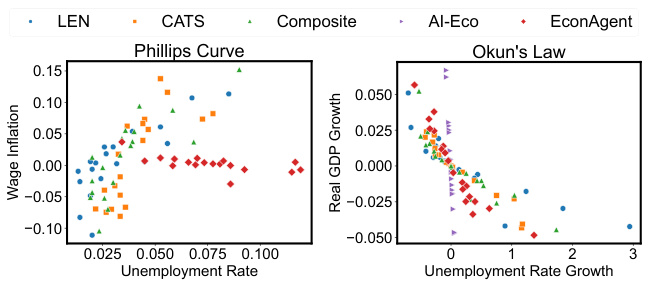 LEN CATS Composite AI-Eco EconAgent
Phillips Curve
Wage Inflation
0.15
0.10
0.05
0.00
−0.05
−0.10
0.025 0.050 0.075 0.100
Unemployment Rate
Okun's Law
Real GDP Growth
0.050
0.025
0.000
−0.025
−0.050
0 1 2 3
Unemployment Rate Growth